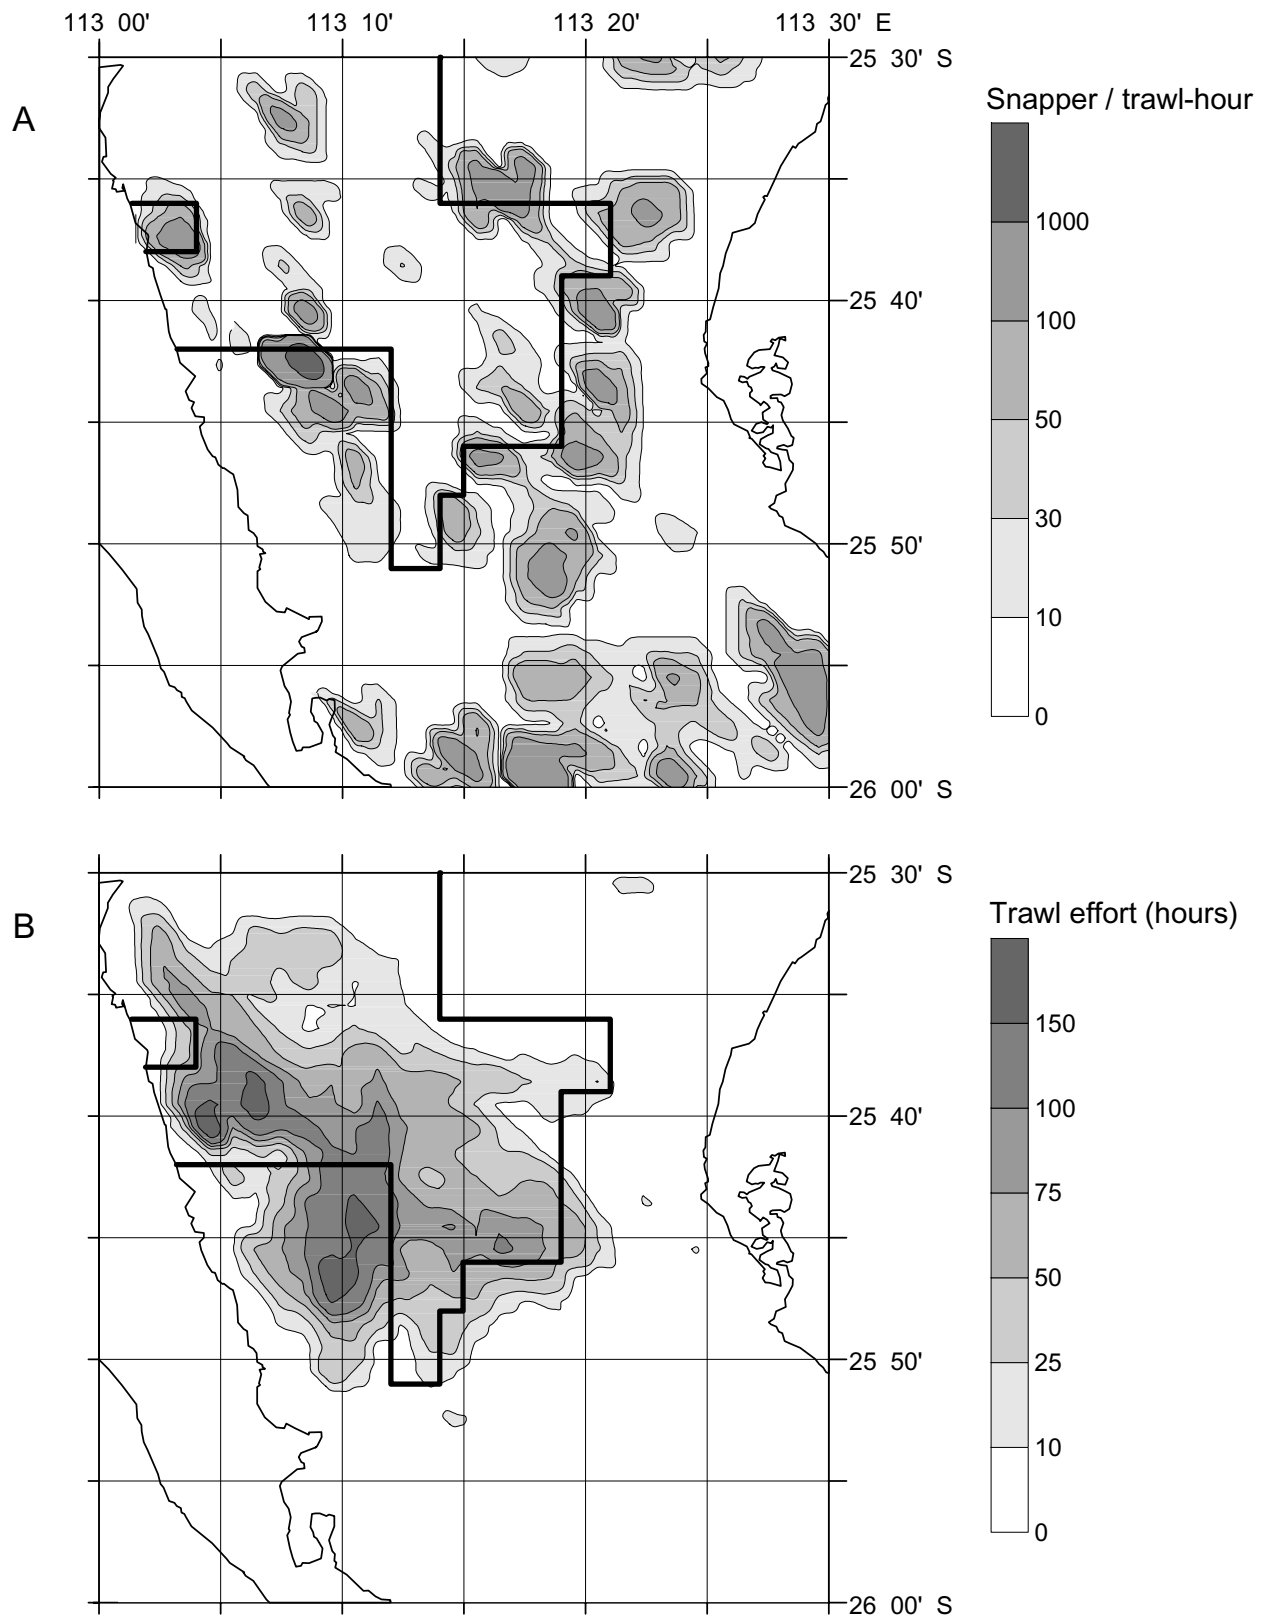 113 00' 113 10' 113 20' 113 30' E
25 30' S
A
Snapper / trawl-hour
1000
100
50
30
10
0
25 40'
25 50'
26 00' S
25 30' S
B
Trawl effort (hours)
150
100
75
50
25
10
0
25 40'
25 50'
26 00' S